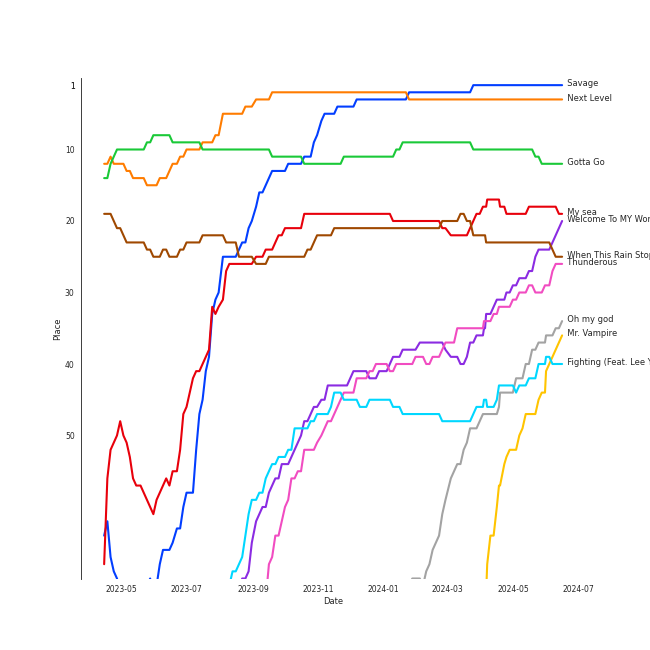 1
10
20
30
40
50
Place
Savage
Next Level
Gotta Go
My sea
Welcome To MY Wor
When This Rain Stop
Thunderous
Oh my god
Mr. Vampire
Fighting (Feat. Lee Y
2023-05
2023-07
2023-09
2023-11
2024-01
2024-03
2024-05
2024-07
Date